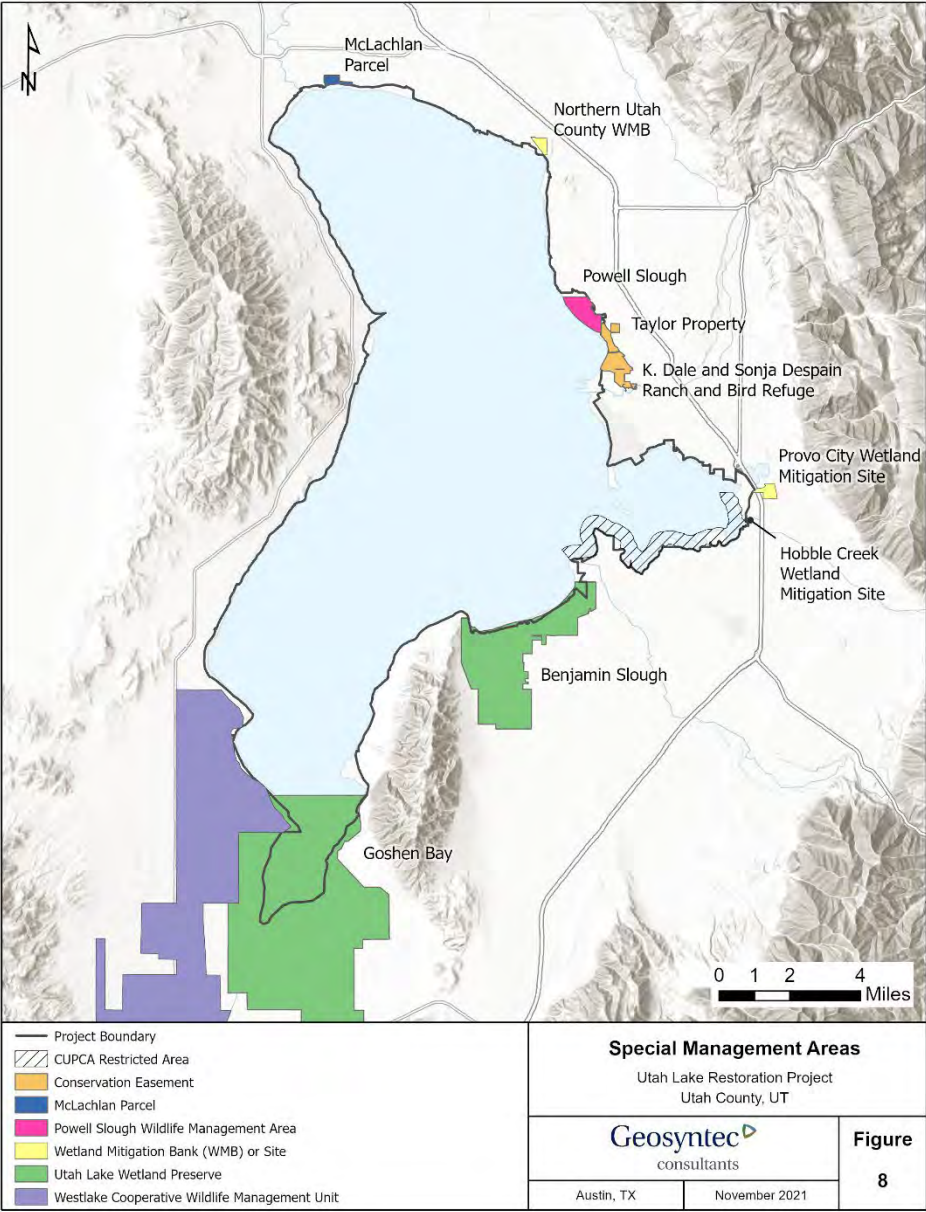 N
McLachlan
Parcel
Northern Utah
County WMB
Powell Slough
Taylor Property
K. Dale and Sonja Despain
Ranch and Bird Refuge
Provo City Wetland
Mitigation Site
Hobble Creek
Wetland
Mitigation Site
Benjamin Slough
Goshen Bay
0 1 2 4
Miles
Project Boundary
CUPCA Restricted Area
Conservation Easement
McLachlan Parcel
Powell Slough Wildlife Management Area
Wetland Mitigation Bank (WMB) or Site
Utah Lake Wetland Preserve
Westlake Cooperative Wildlife Management Unit
Special Management Areas
Utah Lake Restoration Project
Utah County, UT
Geosyntec
consultants
Austin, TX
November 2021
Figure
8